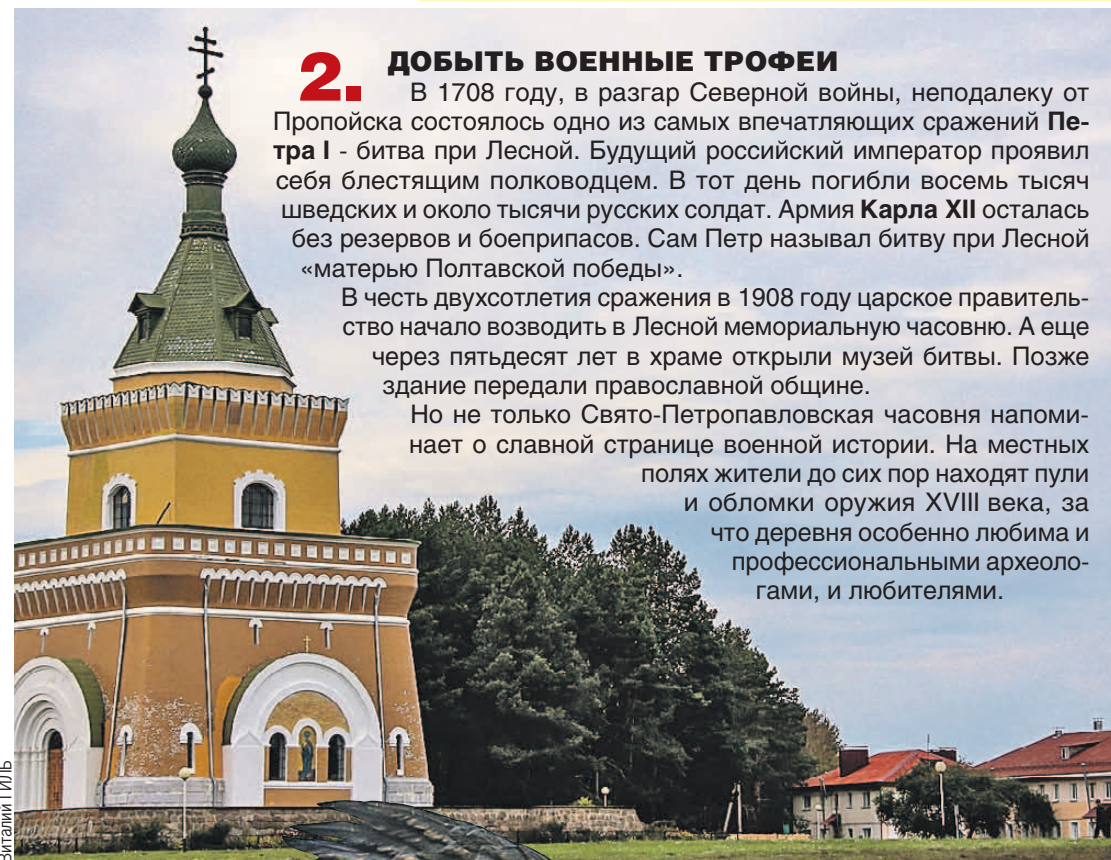 2. ДОБЫТЬ ВОЕННЫЕ ТРОФЕИ
В 1708 году, в разгар Северной войны, неподалеку от
Пропойска состоялось одно из самых впечатляющих сражений Пе-
тра I - битва при Лесной. Будущий российский император проявил
себя блестящим полководцем. В тот день погибли восемь тысяч
шведских и около тысячи русских солдат. Армия Карла XII осталась
без резервов и боеприпасов. Сам Петр называл битву при Лесной
«матерью Полтавской победы».
В честь двухсотлетия сражения в 1908 году царское правитель-
ство начало возводить в Лесной мемориальную часовню. А еще
через пятьдесят лет в храме открыли музей битвы. Позже
здание передали православной общине.
Но не только Свято-Петропавловская часовня напоми-
нает о славной странице военной истории. На местных
полях жители до сих пор находят пули
и обломки оружия XVIII века, за
что деревня особенно любима и
профессиональными археоло-
гами, и любителями.
Виталий ГИЛЬ